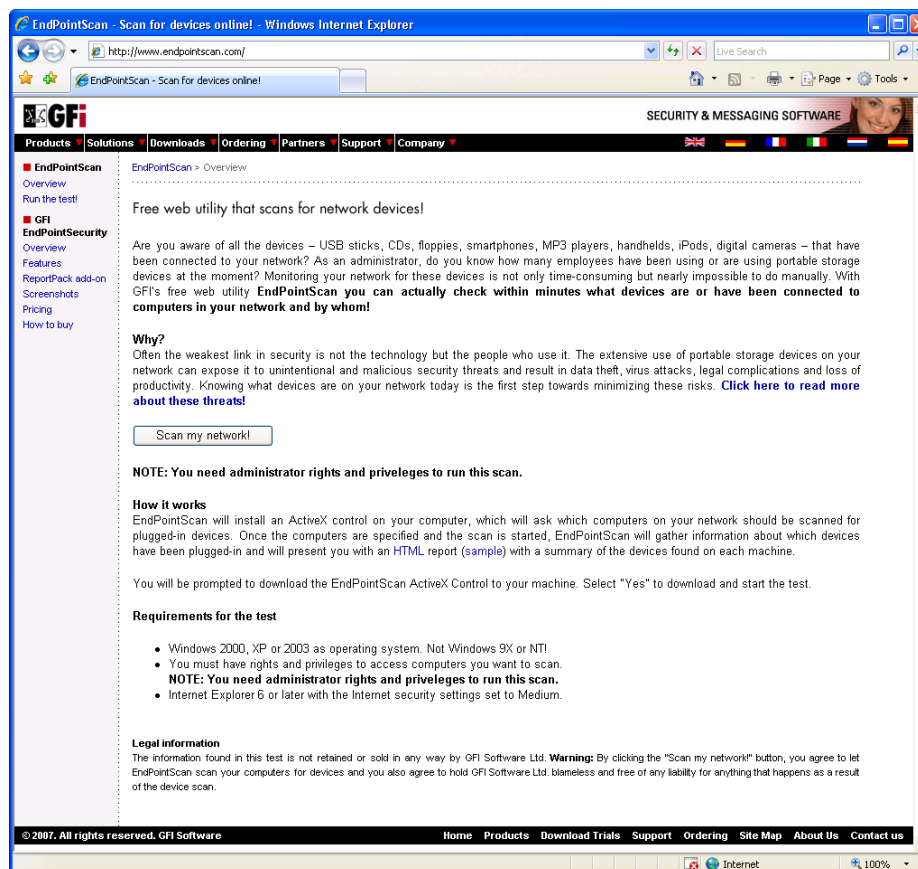 EndPointScan - Scan for devices online! - Windows Internet Explorer
http://www.endpointscan.com/
Live Search
EndPointScan - Scan for devices online!
Page
Tools
GFi
SECURITY & MESSAGING SOFTWARE
Products Solutions Downloads Ordering Partners Support Company
EndPointScan
Overview
Run the test!
GFI
EndPointSecurity
Overview
Features
ReportPack add-on
Screenshots
Pricing
How to buy
EndPointScan > Overview
Free web utility that scans for network devices!
Are you aware of all the devices – USB sticks, CDs, floppies, smartphones, MP3 players, handhelds, iPods, digital cameras – that have
been connected to your network? As an administrator, do you know how many employees have been using or are using portable storage
devices at the moment? Monitoring your network for these devices is not only time-consuming but nearly impossible to do manually. With
GFI's free web utility EndPointScan you can actually check within minutes what devices are or have been connected to
computers in your network and by whom!
Why?
Often the weakest link in security is not the technology but the people who use it. The extensive use of portable storage devices on your
network can expose it to unintentional and malicious security threats and result in data theft, virus attacks, legal complications and loss of
productivity. Knowing what devices are on your network today is the first step towards minimizing these risks. Click here to read more
about these threats!
Scan my network!
NOTE: You need administrator rights and priveleges to run this scan.
How it works
EndPointScan will install an ActiveX control on your computer, which will ask which computers on your network should be scanned for
plugged-in devices. Once the computers are specified and the scan is started, EndPointScan will gather information about which devices
have been plugged-in and will present you with an HTML report (sample) with a summary of the devices found on each machine.
You will be prompted to download the EndPointScan ActiveX Control to your machine. Select "Yes" to download and start the test.
Requirements for the test
• Windows 2000, XP or 2003 as operating system. Not Windows 9X or NT!
• You must have rights and privileges to access computers you want to scan.
NOTE: You need administrator rights and priveleges to run this scan.
• Internet Explorer 6 or later with the Internet security settings set to Medium.
Legal information
The information found in this test is not retained or sold in any way by GFI Software Ltd. Warning: By clicking the "Scan my network!" button, you agree to let
EndPointScan scan your computers for devices and you also agree to hold GFI Software Ltd. blameless and free of any liability for anything that happens as a result
of the device scan.
© 2007. All rights reserved. GFI Software
Home Products Download Trials Support Ordering Site Map About Us Contact us
Internet
100%